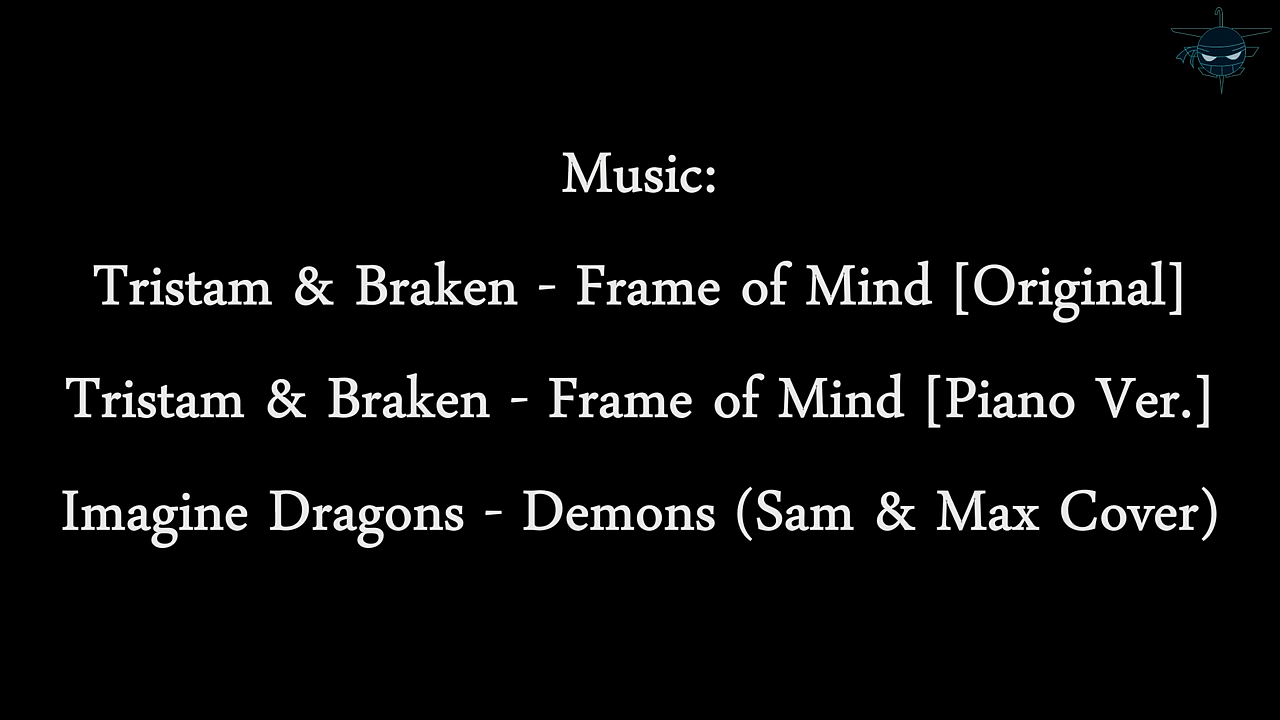 Music:
Tristam & Braken - Frame of Mind [Original]
Tristam & Braken - Frame of Mind [Piano Ver.]
Imagine Dragons - Demons (Sam & Max Cover)